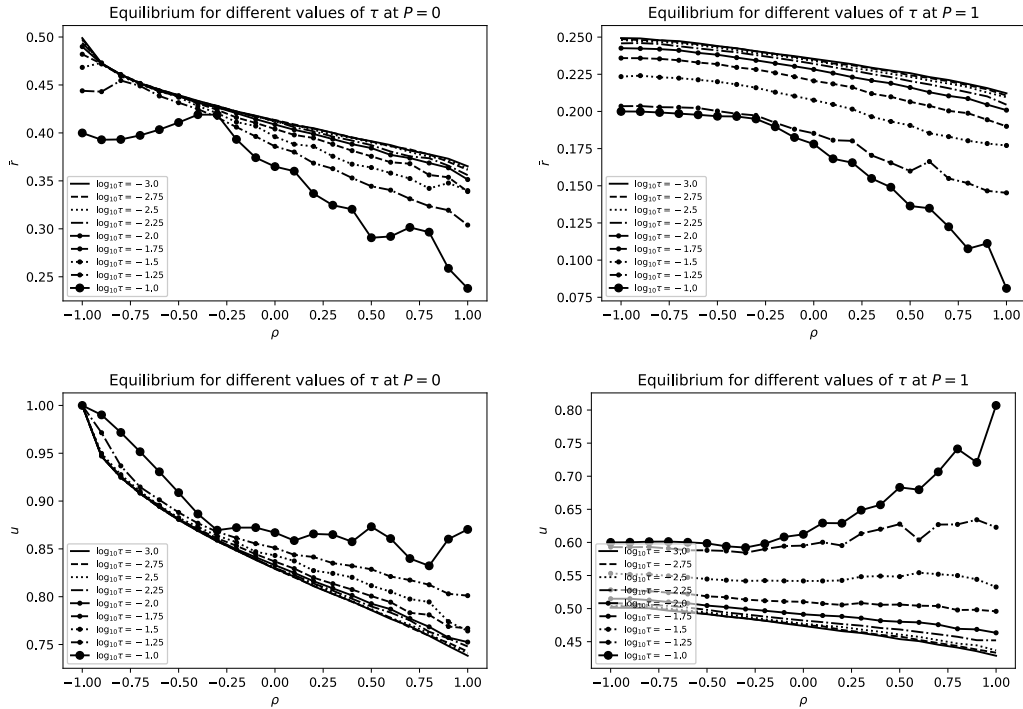 Equilibrium for different values of τ at P = 0
0.50
0.45
0.40
0.35
0.30
0.25
r̄
log₁₀τ = − 3.0
log₁₀τ = − 2.75
log₁₀τ = − 2.5
log₁₀τ = − 2.25
log₁₀τ = − 2.0
log₁₀τ = − 1.75
log₁₀τ = − 1.5
log₁₀τ = − 1.25
log₁₀τ = − 1.0
−1.00 −0.75 −0.50 −0.25 0.00 0.25 0.50 0.75 1.00
ρ
Equilibrium for different values of τ at P = 1
0.250
0.225
0.200
0.175
0.150
0.125
0.100
0.075
r̄
log₁₀τ = − 3.0
log₁₀τ = − 2.75
log₁₀τ = − 2.5
log₁₀τ = − 2.25
log₁₀τ = − 2.0
log₁₀τ = − 1.75
log₁₀τ = − 1.5
log₁₀τ = − 1.25
log₁₀τ = − 1.0
−1.00 −0.75 −0.50 −0.25 0.00 0.25 0.50 0.75 1.00
ρ
Equilibrium for different values of τ at P = 0
1.00
0.95
0.90
0.85
0.80
0.75
u
log₁₀τ = − 3.0
log₁₀τ = − 2.75
log₁₀τ = − 2.5
log₁₀τ = − 2.25
log₁₀τ = − 2.0
log₁₀τ = − 1.75
log₁₀τ = − 1.5
log₁₀τ = − 1.25
log₁₀τ = − 1.0
−1.00 −0.75 −0.50 −0.25 0.00 0.25 0.50 0.75 1.00
ρ
Equilibrium for different values of τ at P = 1
0.80
0.75
0.70
0.65
0.60
0.55
0.50
0.45
u
log₁₀τ = − 3.0
log₁₀τ = − 2.75
log₁₀τ = − 2.5
log₁₀τ = − 2.25
log₁₀τ = − 2.0
log₁₀τ = − 1.75
log₁₀τ = − 1.5
log₁₀τ = − 1.25
log₁₀τ = − 1.0
−1.00 −0.75 −0.50 −0.25 0.00 0.25 0.50 0.75 1.00
ρ